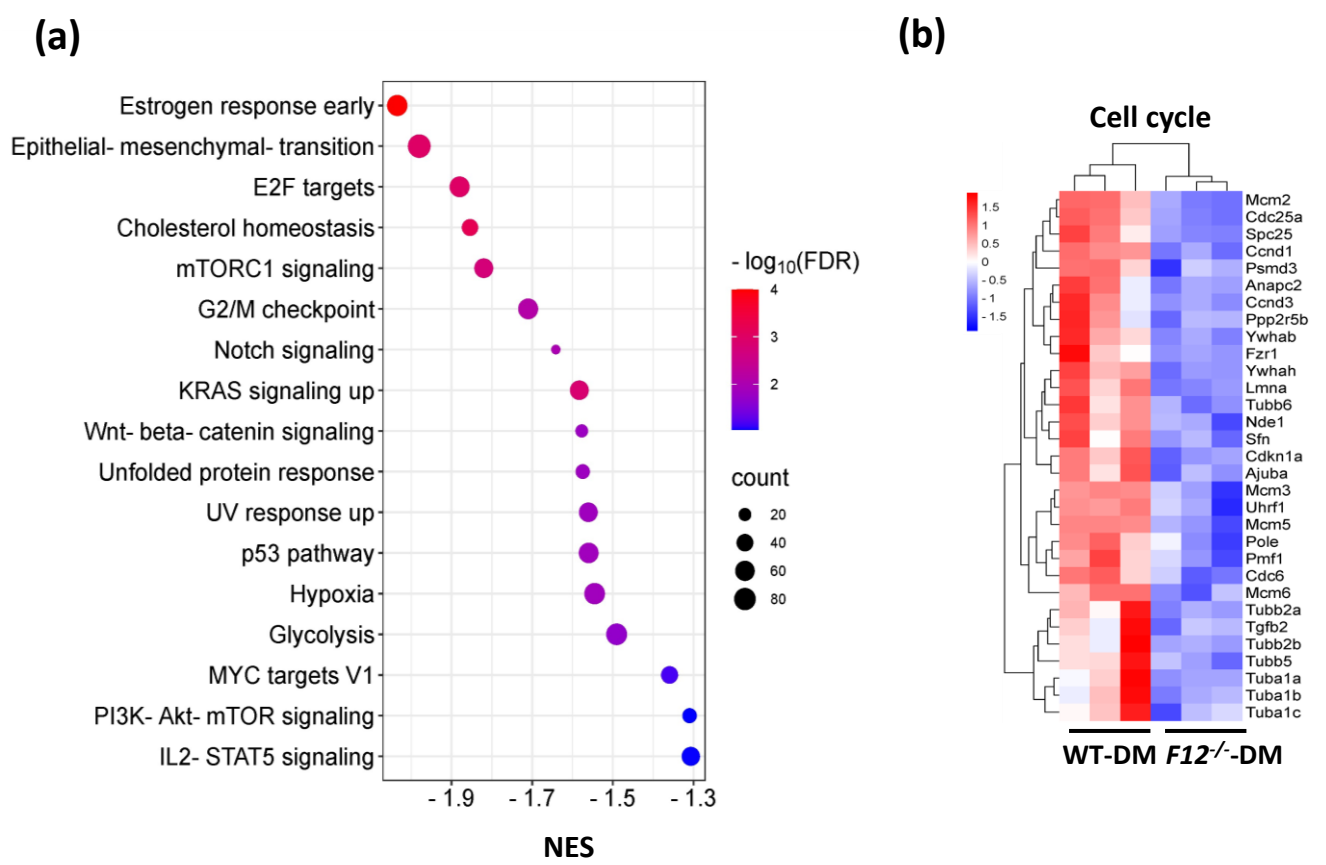 (a)
Estrogen response early
Epithelial- mesenchymal- transition
E2F targets
Cholesterol homeostasis
mTORC1 signaling
G2/M checkpoint
Notch signaling
KRAS signaling up
Wnt- beta- catenin signaling
Unfolded protein response
UV response up
p53 pathway
Hypoxia
Glycolysis
MYC targets V1
PI3K- Akt- mTOR signaling
IL2- STAT5 signaling
- 1.9
- 1.7
- 1.5
- 1.3
NES
- log10(FDR)
4
3
2
count
20
40
60
80
(b)
Cell cycle
1.5
1
0.5
0
- 0.5
- 1
- 1.5
Mcm2
Cdc25a
Spc25
Ccnd1
Psmd3
Anapc2
Ccnd3
Ppp2r5b
Ywhab
Fzr1
Ywhah
Lmna
Tubb6
Nde1
Sfn
Cdkn1a
Ajuba
Mcm3
Uhrf1
Mcm5
Pole
Pmf1
Cdc6
Mcm6
Tubb2a
Tgfb2
Tubb2b
Tubb5
Tuba1a
Tuba1b
Tuba1c
WT-DM F12-/--DM